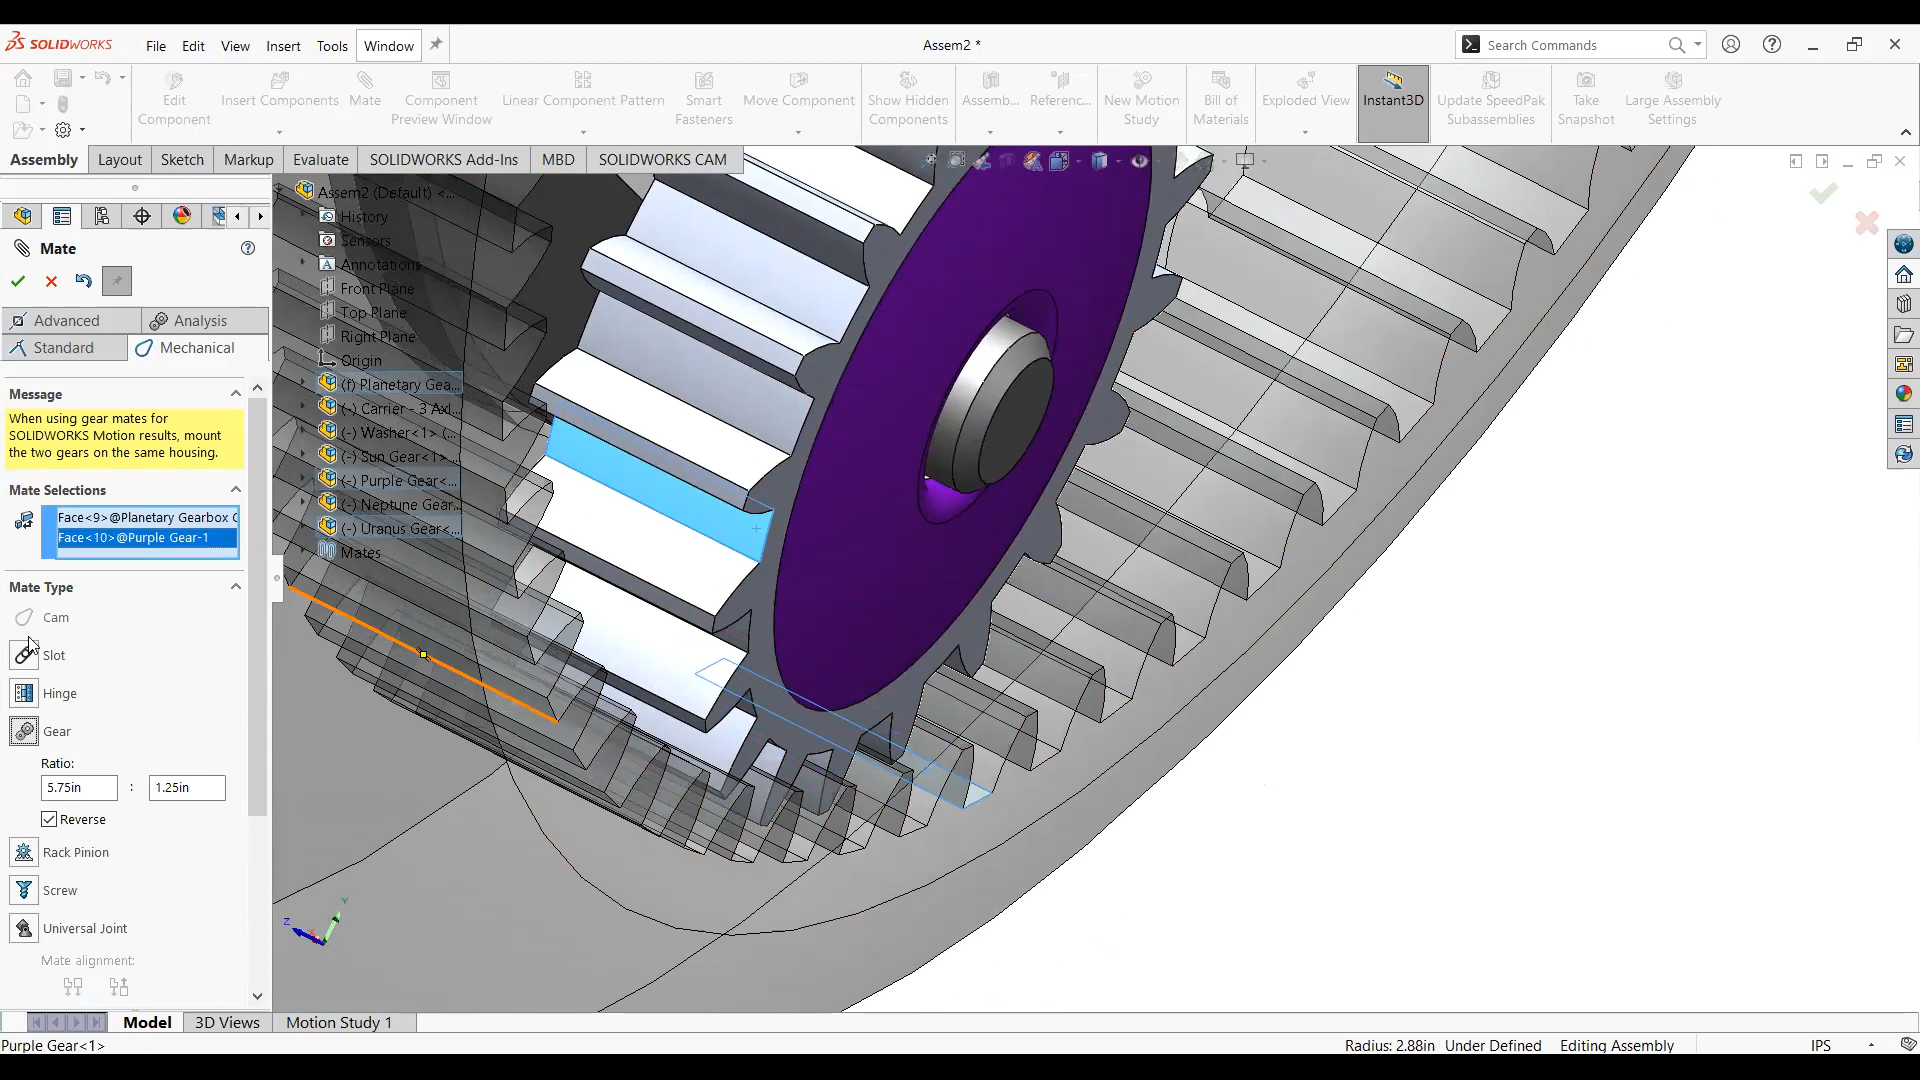 SOLIDWORKS
File
Edit
View
Insert
Tools
Window
Assem2 *
Search Commands
Edit
Component
Insert Components
Mate
Component
Preview Window
Linear Component Pattern
Smart
Fasteners
Move Component
Show Hidden
Components
Assemb...
Referenc...
New Motion
Study
Bill of
Materials
Exploded View
Instant3D
Update SpeedPak
Subassemblies
Take
Snapshot
Large Assembly
Settings
Assembly
Layout
Sketch
Markup
Evaluate
SOLIDWORKS Add-Ins
MBD
SOLIDWORKS CAM
Mate
Advanced
Analysis
Standard
Mechanical
Message
When using gear mates for
SOLIDWORKS Motion results, mount
the two gears on the same housing.
Mate Selections
Face<9>@Planetary Gearbox C
Face<10>@Purple Gear-1
Mate Type
Cam
Slot
Hinge
Gear
Ratio:
5.75in : 1.25in
Reverse
Rack Pinion
Screw
Universal Joint
Mate alignment:
Assem2 (Default) <...
History
Sensors
Annotations
Front Plane
Top Plane
Right Plane
Origin
(f) Planetary Gea...
(-) Carrier - 3 Axl...
(-) Washer<1> (...
(-) Sun Gear<1>...
(-) Purple Gear<...
(-) Neptune Gear...
(-) Uranus Gear<...
Mates
Z
Y
X
Model
3D Views
Motion Study 1
Purple Gear<1>
Radius: 2.88in
Under Defined
Editing Assembly
IPS